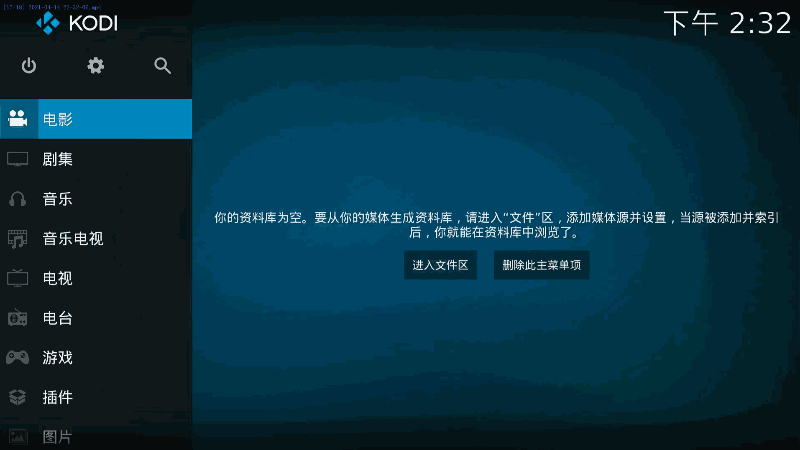 KODI
下午 2:32
电影
剧集
音乐
音乐电视
电视
电台
游戏
插件
图片
你的资料库为空。要从你的媒体生成资料库，请进入“文件”区，添加媒体源并设置，当源被添加并索引
后，你就能在资料库中浏览了。
进入文件区
删除此主菜单项